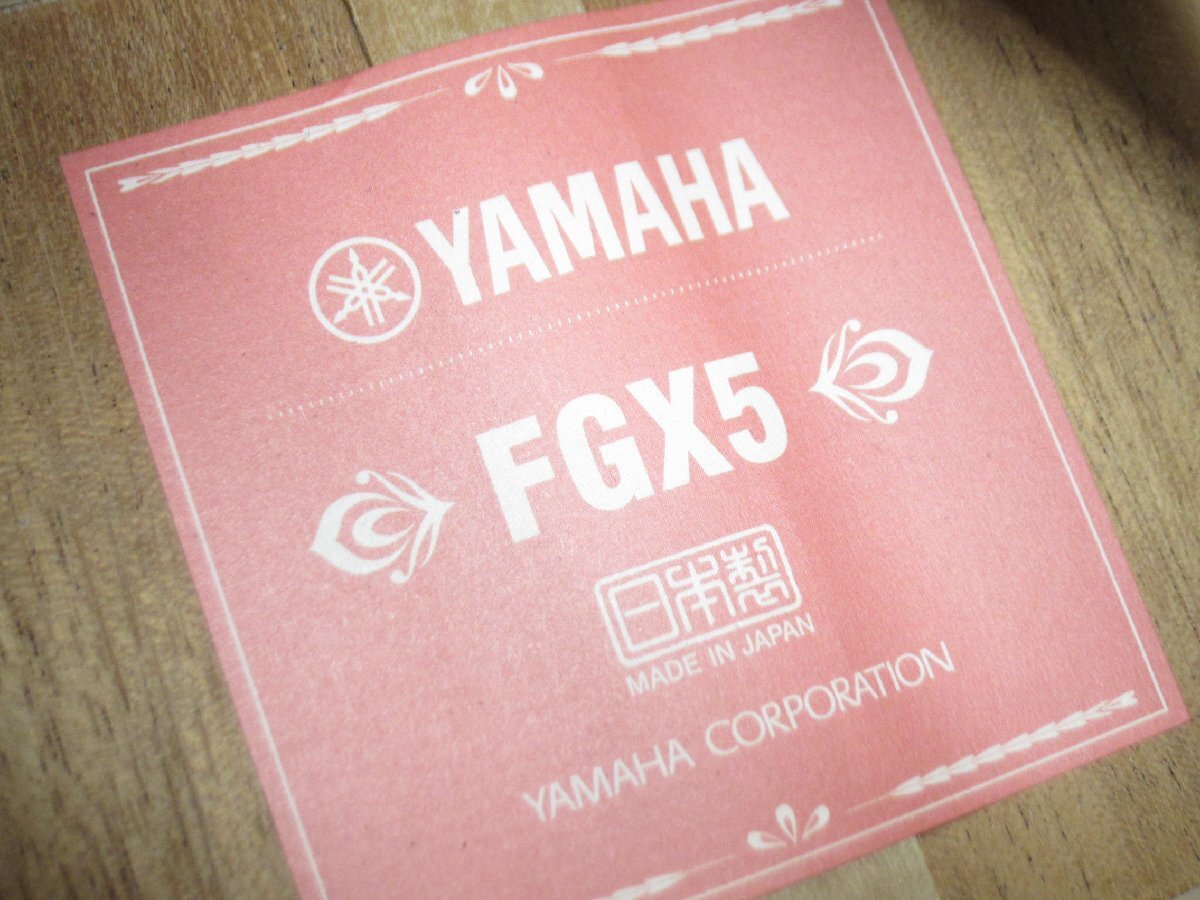 YAMAHA
FGX5
日本製
MADE IN JAPAN
YAMAHA CORPORATION